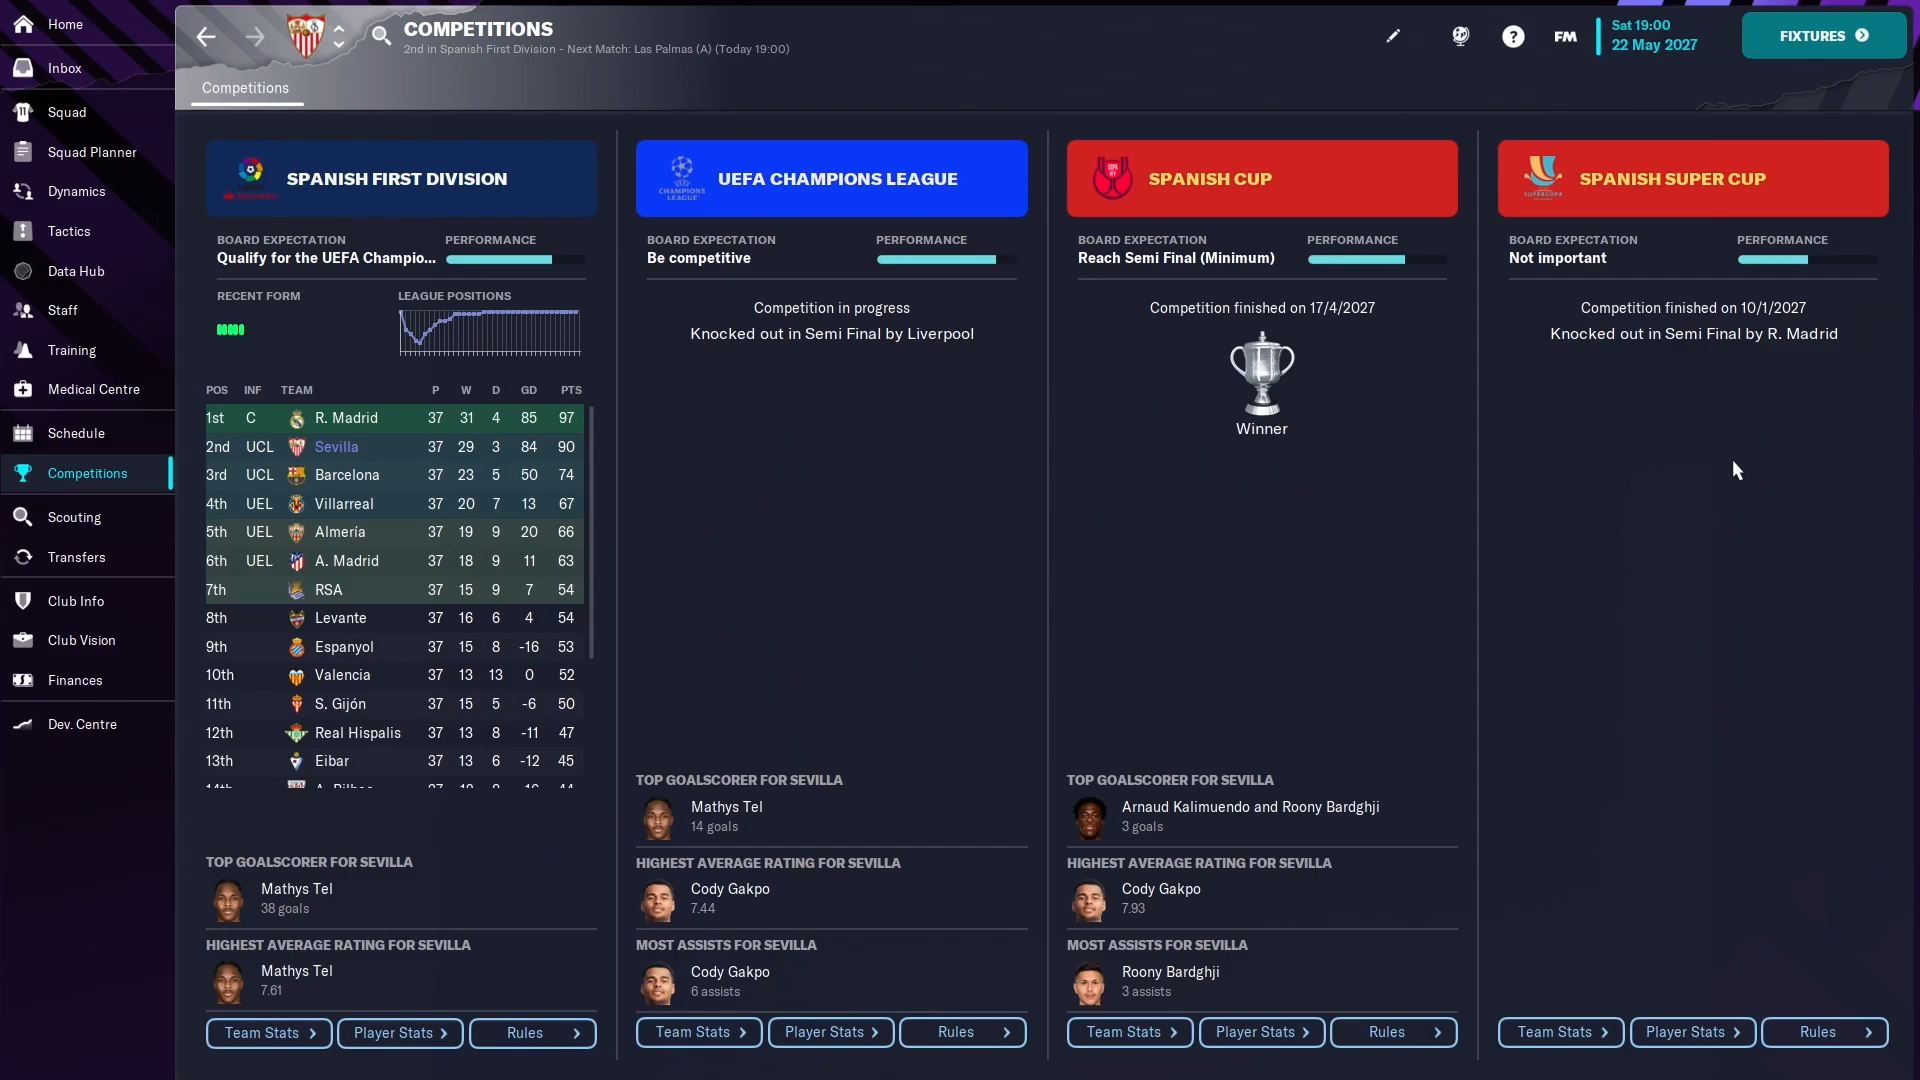 Home
Inbox
Squad
Squad Planner
Dynamics
Tactics
Data Hub
Staff
Training
Medical Centre
Schedule
Competitions
Scouting
Transfers
Club Info
Club Vision
Finances
Dev. Centre
COMPETITIONS
2nd in Spanish First Division - Next Match: Las Palmas (A) (Today 19:00)
FM
Sat 19:00
22 May 2027
FIXTURES
Competitions
SPANISH FIRST DIVISION
BOARD EXPECTATION PERFORMANCE
Qualify for the UEFA Champio...
RECENT FORM LEAGUE POSITIONS
POS INF TEAM P W D GD PTS
1st C R. Madrid 37 31 4 85 97
2nd UCL Sevilla 37 29 3 84 90
3rd UCL Barcelona 37 23 5 50 74
4th UEL Villarreal 37 20 7 13 67
5th UEL Almería 37 19 9 20 66
6th UEL A. Madrid 37 18 9 11 63
7th RSA 37 15 9 7 54
8th Levante 37 16 6 4 54
9th Espanyol 37 15 8 -16 53
10th Valencia 37 13 13 0 52
11th S. Gijón 37 15 5 -6 50
12th Real Hispalis 37 13 8 -11 47
13th Eibar 37 13 6 -12 45
TOP GOALSCORER FOR SEVILLA
Mathys Tel
38 goals
HIGHEST AVERAGE RATING FOR SEVILLA
Mathys Tel
7.61
Team Stats Player Stats Rules
UEFA CHAMPIONS LEAGUE
CHAMPIONS LEAGUE
BOARD EXPECTATION PERFORMANCE
Be competitive
Competition in progress
Knocked out in Semi Final by Liverpool
TOP GOALSCORER FOR SEVILLA
Mathys Tel
14 goals
HIGHEST AVERAGE RATING FOR SEVILLA
Cody Gakpo
7.44
MOST ASSISTS FOR SEVILLA
Cody Gakpo
6 assists
Team Stats Player Stats Rules
SPANISH CUP
BOARD EXPECTATION PERFORMANCE
Reach Semi Final (Minimum)
Competition finished on 17/4/2027
Winner
TOP GOALSCORER FOR SEVILLA
Arnaud Kalimuendo and Roony Bardghji
3 goals
HIGHEST AVERAGE RATING FOR SEVILLA
Cody Gakpo
7.93
MOST ASSISTS FOR SEVILLA
Roony Bardghji
3 assists
Team Stats Player Stats Rules
SPANISH SUPER CUP
BOARD EXPECTATION PERFORMANCE
Not important
Competition finished on 10/1/2027
Knocked out in Semi Final by R. Madrid
Team Stats Player Stats Rules